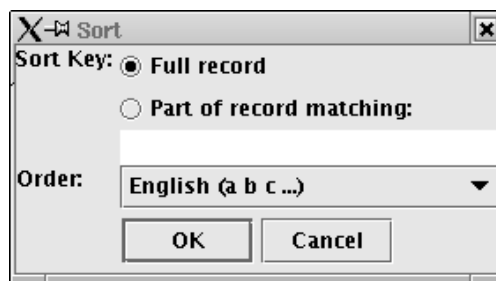 Sort
Sort Key: Full record
Part of record matching:
Order: English (a b c ...)
OK Cancel